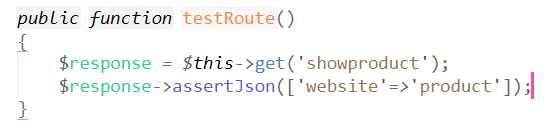 public function testRoute()
{
    $response = $this->get('showproduct');
    $response->assertJson(['website'=>'product']);
}